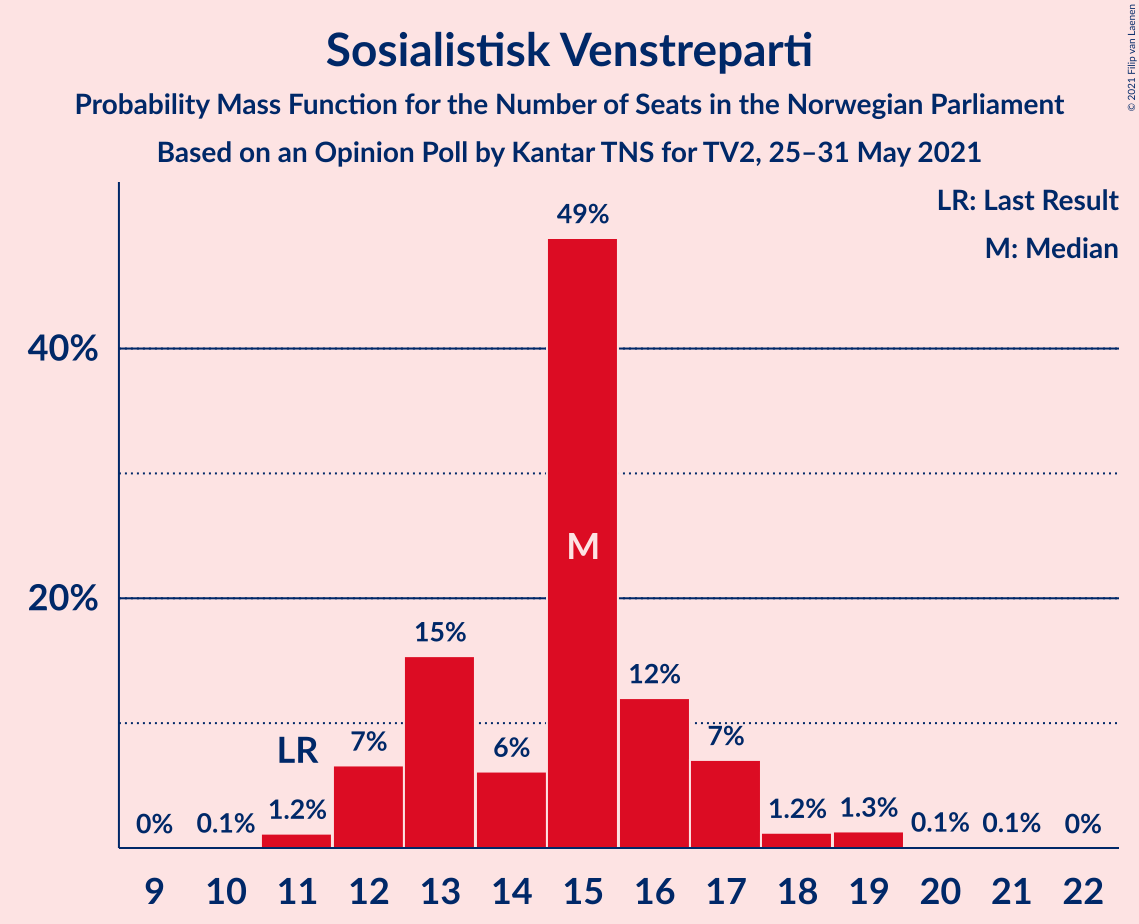 Sosialistisk Venstreparti
Probability Mass Function for the Number of Seats in the Norwegian Parliament
Based on an Opinion Poll by Kantar TNS for TV2, 25–31 May 2021
© 2021 Filip van Laenen
LR: Last Result
M: Median
49%
40%
M
20%
15%
12%
7%
LR
7%
6%
0%
0.1%
1.2%
1.2%
1.3%
0.1%
0.1%
0%
9 10 11 12 13 14 15 16 17 18 19 20 21 22